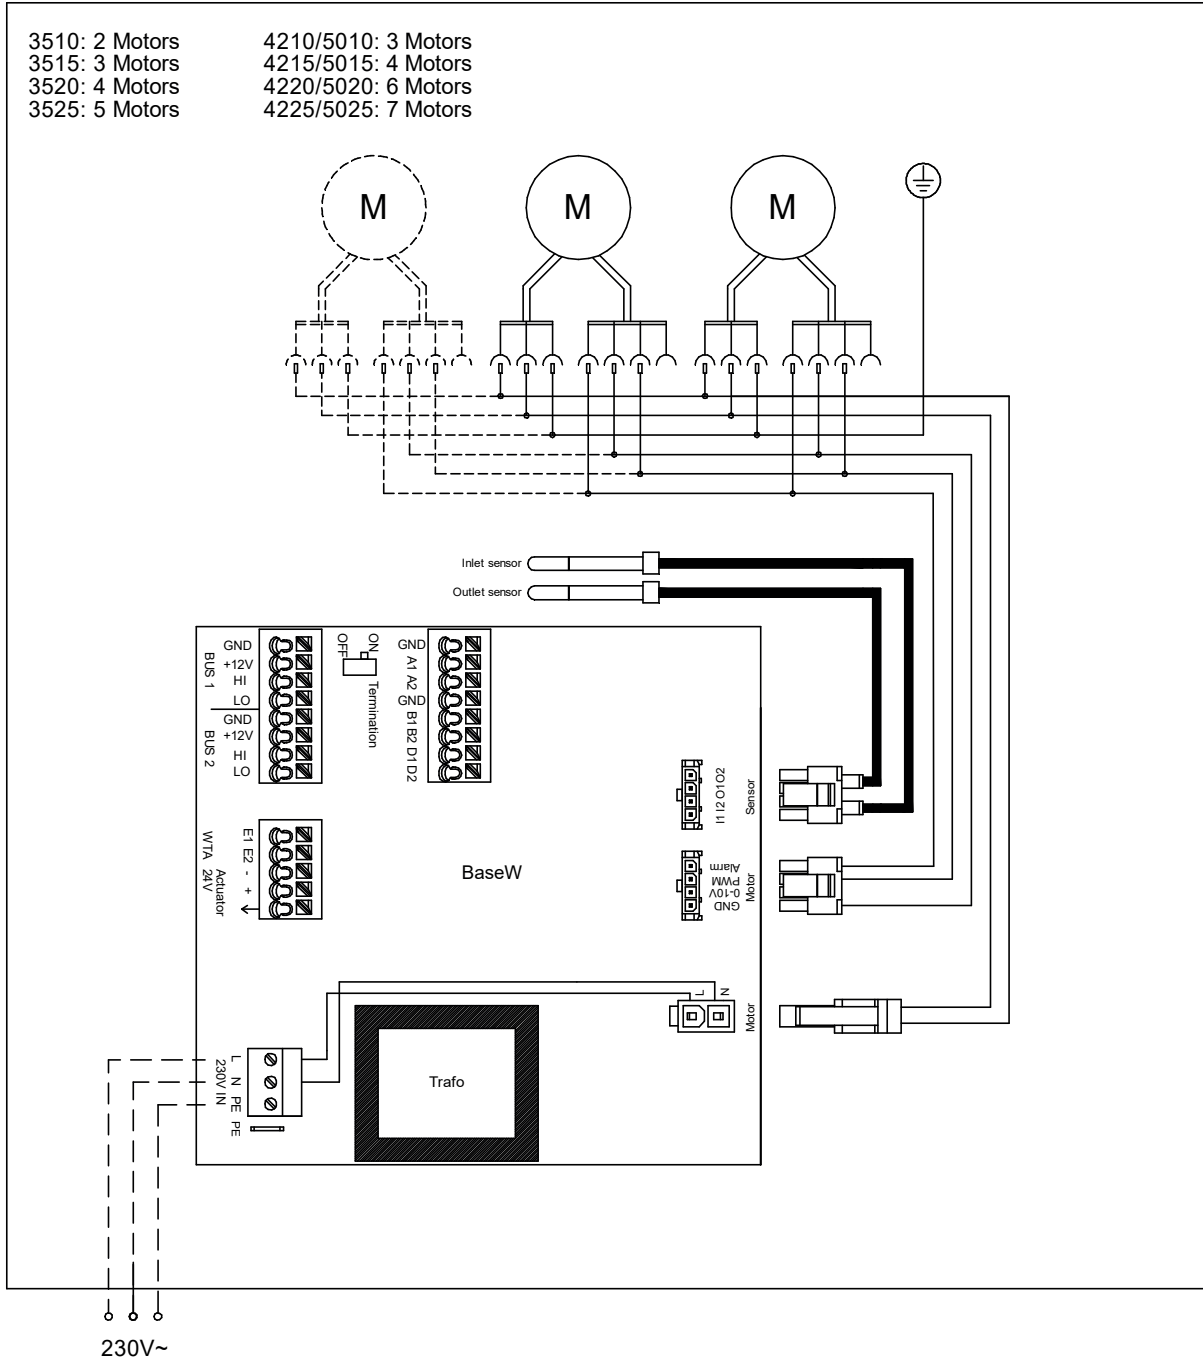 3510: 2 Motors
3515: 3 Motors
3520: 4 Motors
3525: 5 Motors
4210/5010: 3 Motors
4215/5015: 4 Motors
4220/5020: 6 Motors
4225/5025: 7 Motors
M
M
M
Inlet sensor
Outlet sensor
BUS 1
GND
+12V
HI
LO
BUS 2
GND
+12V
HI
LO
ON
OFF
Termination
GND
A1 A2
GND
B1 B2 D1 D2
I1 I2 O1O2
Sensor
WTA
E1 E2 - +
24V
Actuator
BaseW
Alarm
PWM
0-10V
GND
Motor
L
N
Motor
Trafo
L
N
PE
230V IN
PE
230V~